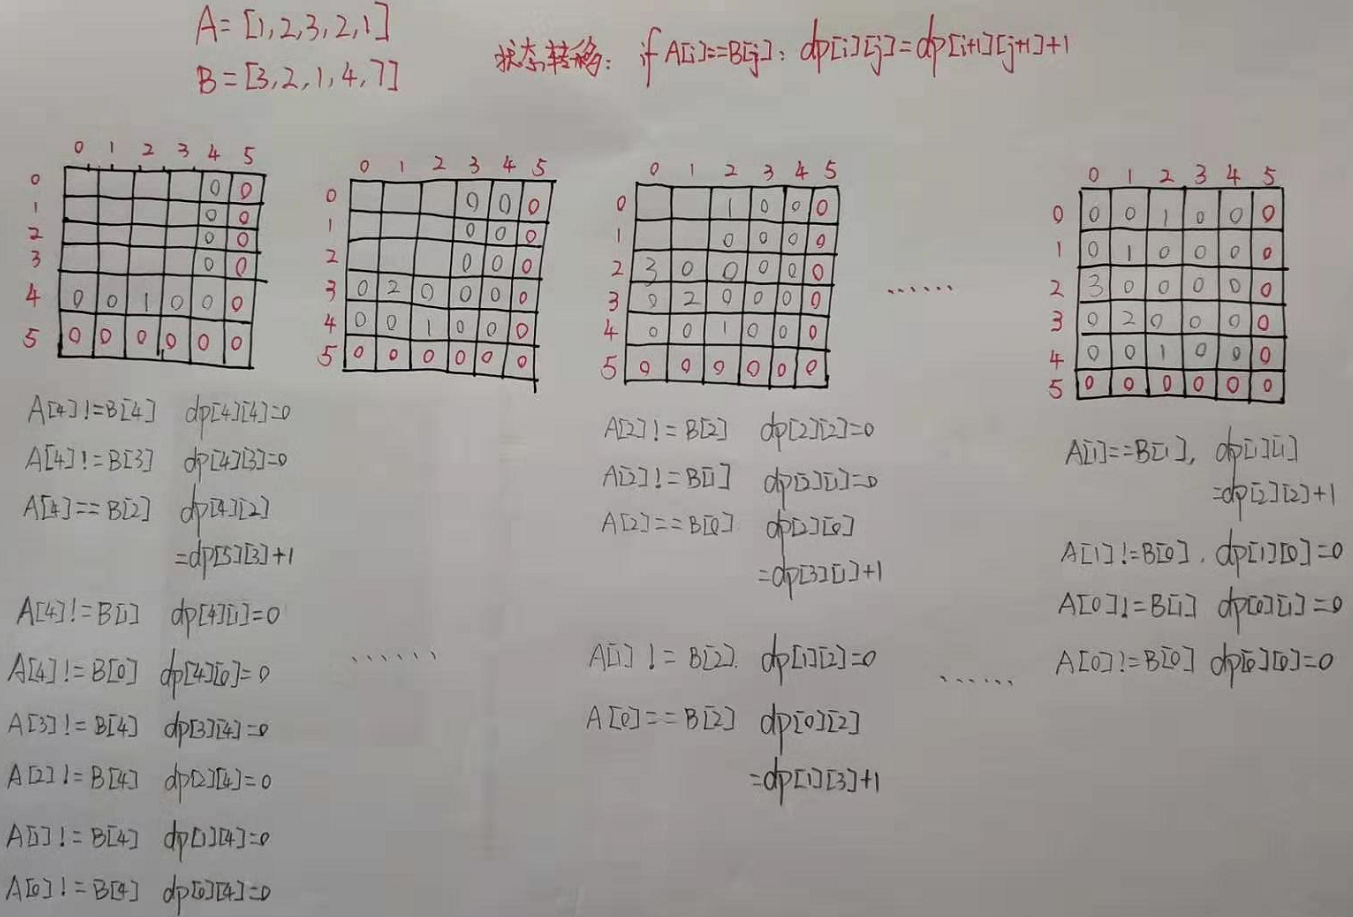 A=[1,2,3,2,1]
B=[3,2,1,4,7]
状态转移: if A[i]==B[j]: dp[i][j]=dp[i+1][j+1]+1
0 1 2 3 4 5
0 0 0
1 0 0
2 0 0
3 0 0
4 0 0 1 0 0 0
5 0 0 0 0 0 0
A[4]!=B[4] dp[4][4]=0
A[4]!=B[3] dp[4][3]=0
A[4]==B[2] dp[4][2]
=dp[5][3]+1
A[4]!=B[1] dp[4][1]=0
A[4]!=B[0] dp[4][0]=0
A[3]!=B[4] dp[3][4]=0
A[2]!=B[4] dp[2][4]=0
A[1]!=B[4] dp[1][4]=0
A[0]!=B[4] dp[0][4]=0
0 1 2 3 4 5
0 0 0 0
1 0 0 0
2 0 0 0
3 0 2 0 0 0 0
4 0 0 1 0 0 0
5 0 0 0 0 0 0
......
0 1 2 3 4 5
0 1 0 0 0
1 0 0 0 0
2 3 0 0 0 0 0
3 0 2 0 0 0 0
4 0 0 1 0 0 0
5 0 0 0 0 0 0
A[2]!=B[2] dp[2][2]=0
A[2]!=B[1] dp[2][1]=0
A[2]==B[0] dp[2][0]
=dp[3][1]+1
A[1]!=B[2]. dp[1][2]=0
A[0]==B[2] dp[0][2]
=dp[1][3]+1
......
......
0 1 2 3 4 5
0 0 0 1 0 0 0
1 0 1 0 0 0 0
2 3 0 0 0 0 0
3 0 2 0 0 0 0
4 0 0 1 0 0 0
5 0 0 0 0 0 0
A[1]==B[1], dp[1][1]
=dp[2][2]+1
A[1]!=B[0]. dp[1][0]=0
A[0]!=B[1] dp[0][1]=0
A[0]!=B[0] dp[0][0]=0